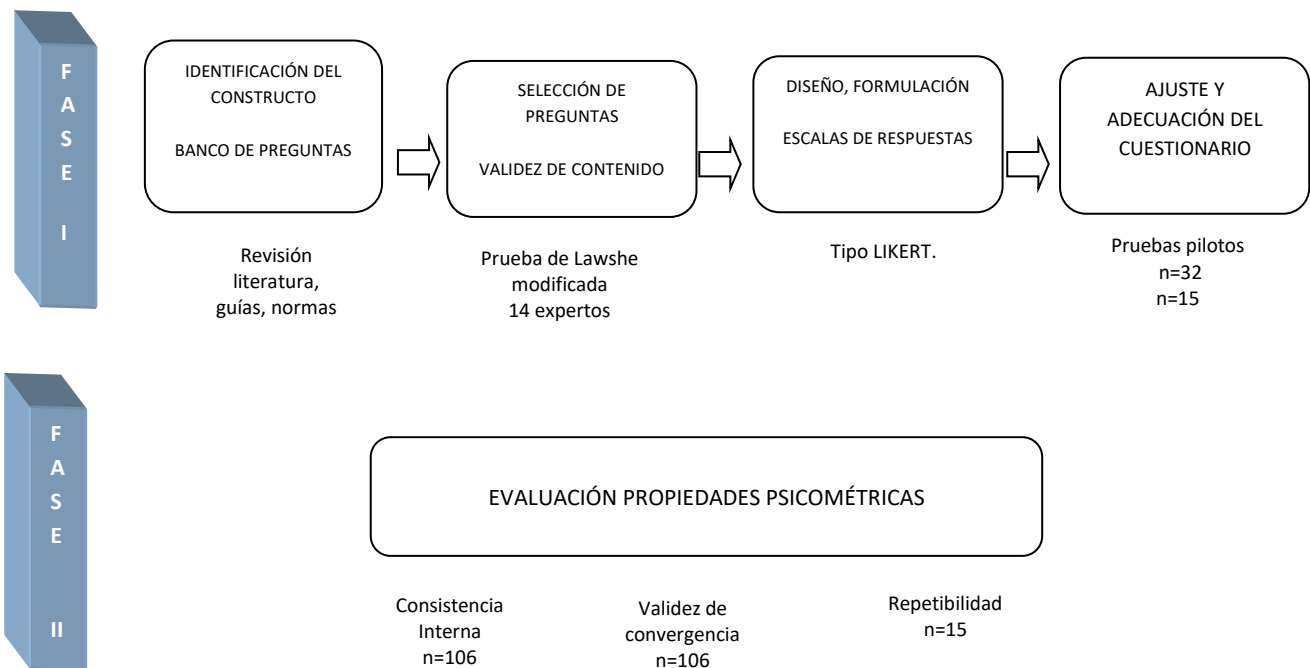 FASE I
IDENTIFICACIÓN DEL
CONSTRUCTO
BANCO DE PREGUNTAS
SELECCIÓN DE
PREGUNTAS
VALIDEZ DE CONTENIDO
DISEÑO, FORMULACIÓN
ESCALAS DE RESPUESTAS
AJUSTE Y
ADECUACIÓN DEL
CUESTIONARIO
Revisión
literatura,
guías, normas
Prueba de Lawshe
modificada
14 expertos
Tipo LIKERT.
Pruebas pilotos
n=32
n=15
FASE II
EVALUACIÓN PROPIEDADES PSICOMÉTRICAS
Consistencia
Interna
n=106
Validez de
convergencia
n=106
Repetibilidad
n=15